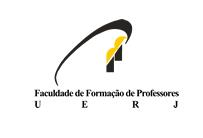 Faculdade de Formação de Professores
U E R J